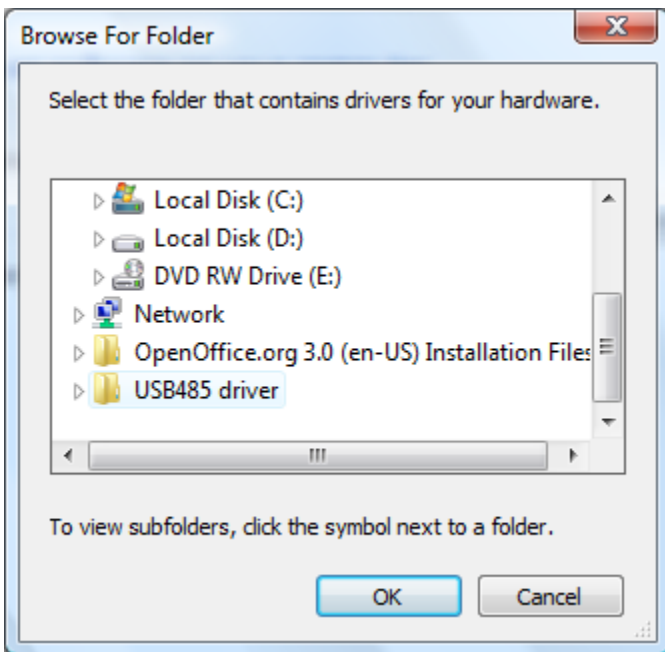 Browse For Folder
Select the folder that contains drivers for your hardware.
Local Disk (C:)
Local Disk (D:)
DVD RW Drive (E:)
Network
OpenOffice.org 3.0 (en-US) Installation Files
USB485 driver
To view subfolders, click the symbol next to a folder.
OK Cancel